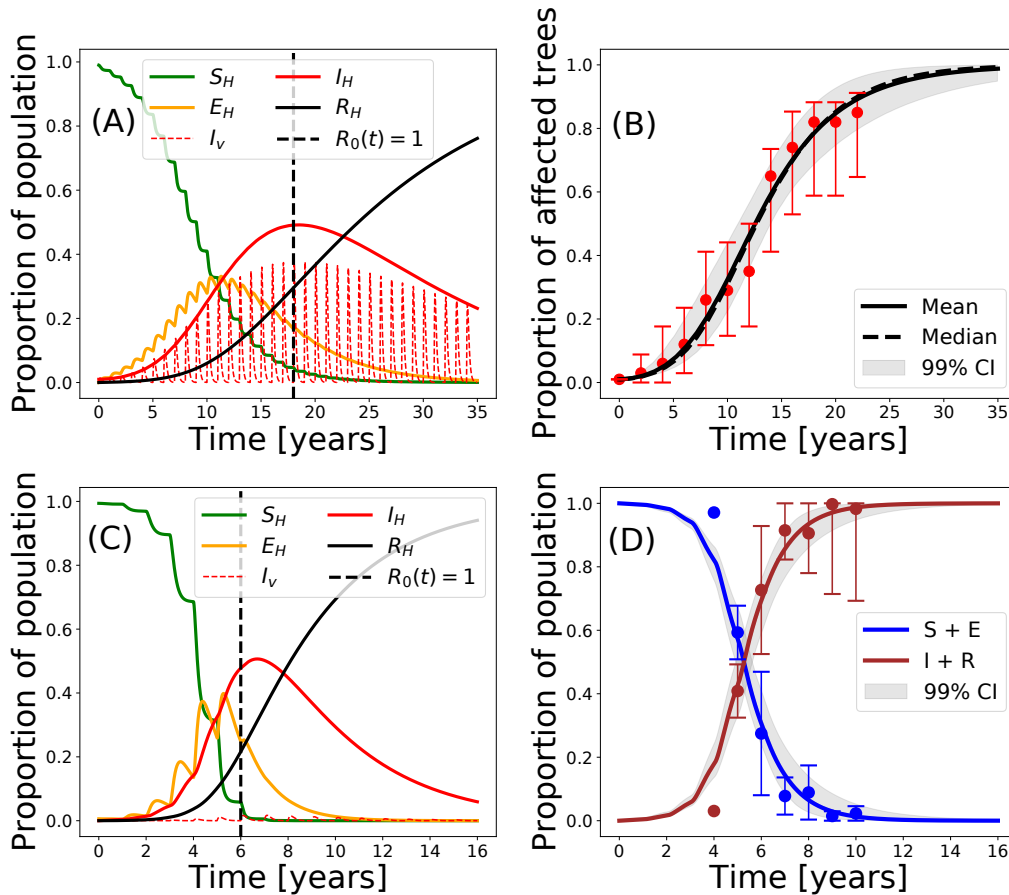 (A)
Proportion of population
1.0
0.8
0.6
0.4
0.2
0.0
S_H
E_H
I_v
I_H
R_H
R_0(t) = 1
0 5 10 15 20 25 30 35
Time [years]
(B)
Proportion of affected trees
1.0
0.8
0.6
0.4
0.2
0.0
Mean
Median
99% CI
0 5 10 15 20 25 30 35
Time [years]
(C)
Proportion of population
1.0
0.8
0.6
0.4
0.2
0.0
S_H
E_H
I_v
I_H
R_H
R_0(t) = 1
0 2 4 6 8 10 12 14 16
Time [years]
(D)
Proportion of population
1.0
0.8
0.6
0.4
0.2
0.0
S + E
I + R
99% CI
0 2 4 6 8 10 12 14 16
Time [years]